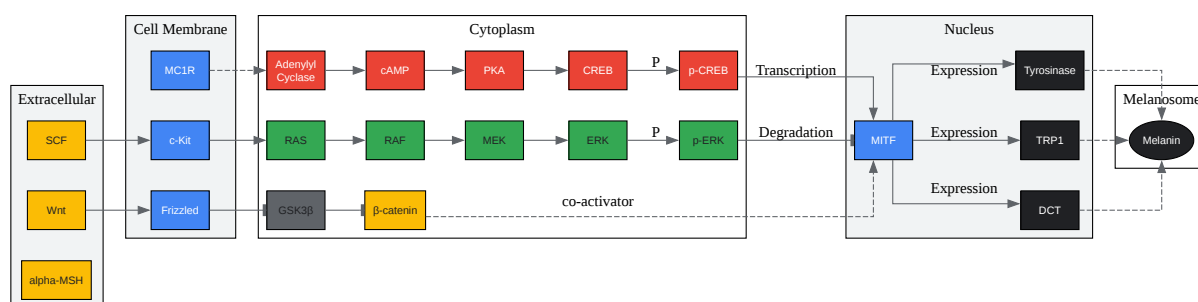 Extracellular
SCF
Wnt
alpha-MSH
Cell Membrane
MC1R
c-Kit
Frizzled
Cytoplasm
Adenylyl
Cyclase
cAMP
PKA
CREB
P
p-CREB
RAS
RAF
MEK
ERK
P
p-ERK
GSK3β
β-catenin
Transcription
Degradation
co-activator
Nucleus
MITF
Expression
Tyrosinase
Expression
TRP1
Expression
DCT
Melanosome
Melanin